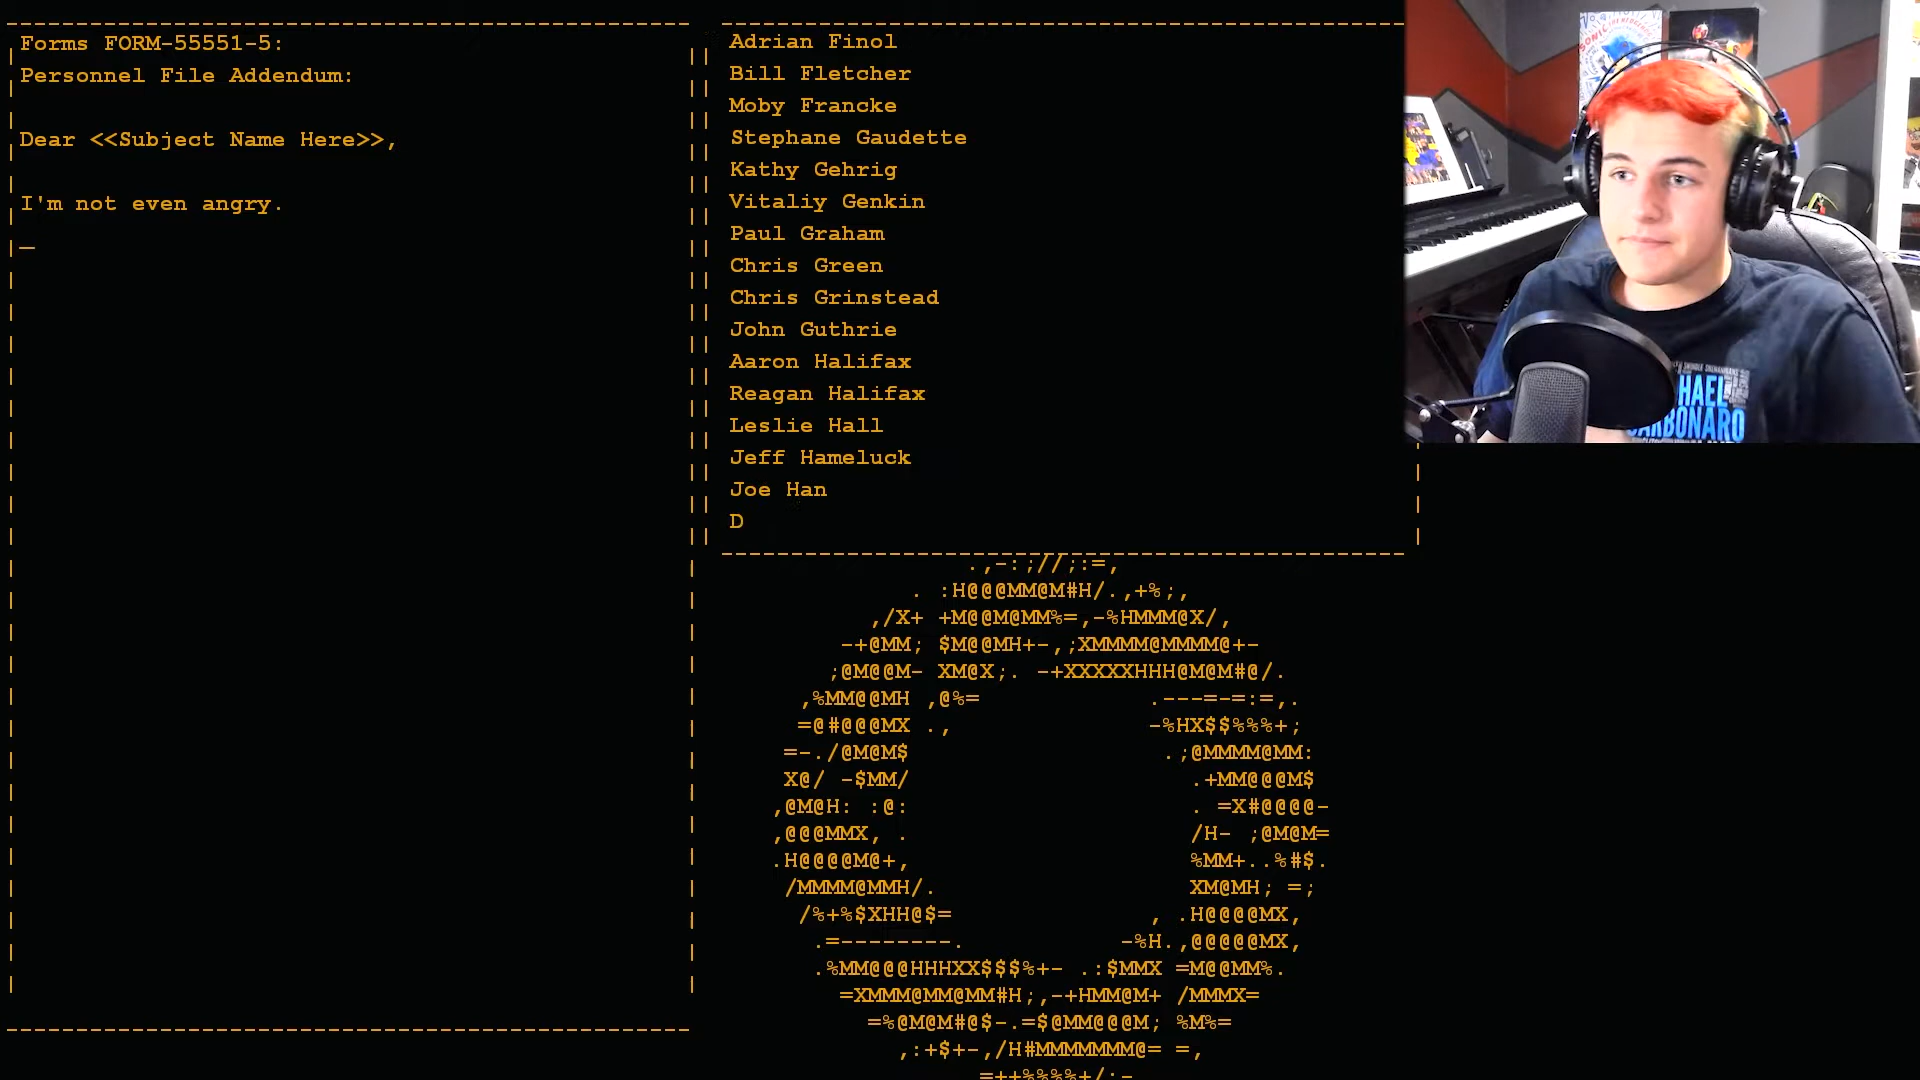 Forms FORM-55551-5:
Personnel File Addendum:
Dear <<Subject Name Here>>,
I'm not even angry.
_
Adrian Finol
Bill Fletcher
Moby Francke
Stephane Gaudette
Kathy Gehrig
Vitaliy Genkin
Paul Graham
Chris Green
Chris Grinstead
John Guthrie
Aaron Halifax
Reagan Halifax
Leslie Hall
Jeff Hameluck
Joe Han
D
HAEL
CARBONARO